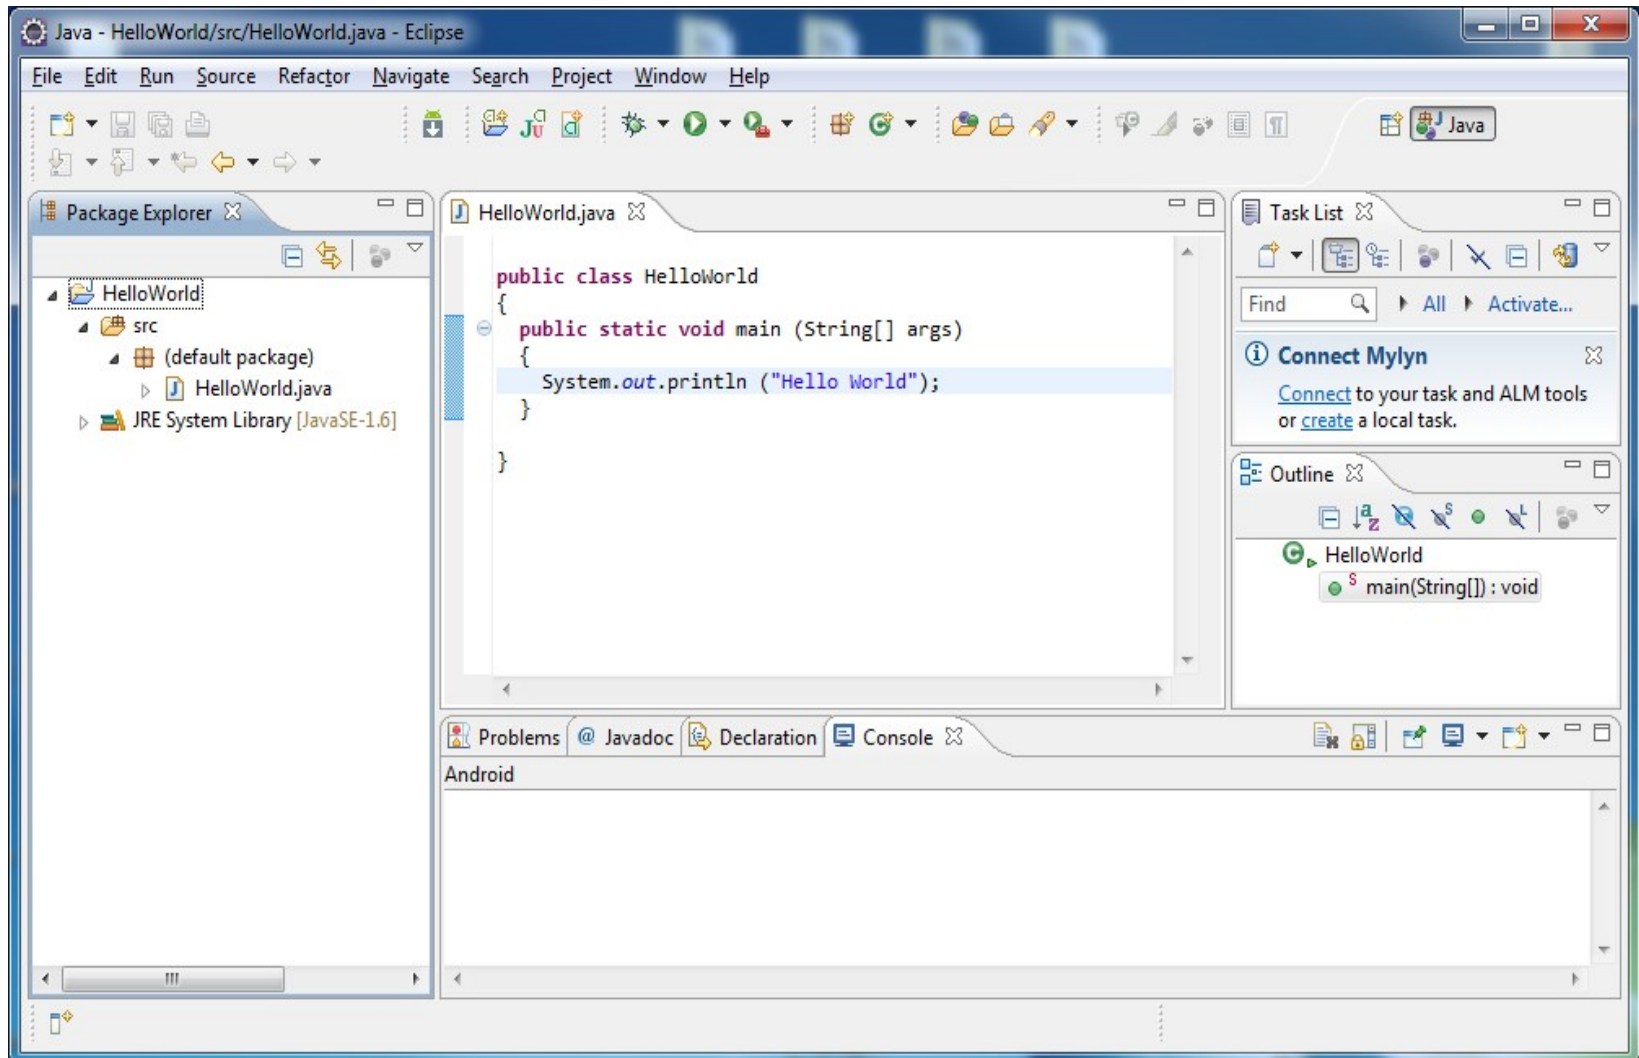 Java - HelloWorld/src/HelloWorld.java - Eclipse
File Edit Run Source Refactor Navigate Search Project Window Help
Java
Package Explorer
HelloWorld
src
(default package)
HelloWorld.java
JRE System Library [JavaSE-1.6]
HelloWorld.java
public class HelloWorld
{
public static void main (String[] args)
{
System.out.println ("Hello World");
}
}
Task List
Find All Activate...
Connect Mylyn
Connect to your task and ALM tools
or create a local task.
Outline
HelloWorld
main(String[]) : void
Problems @ Javadoc Declaration Console
Android